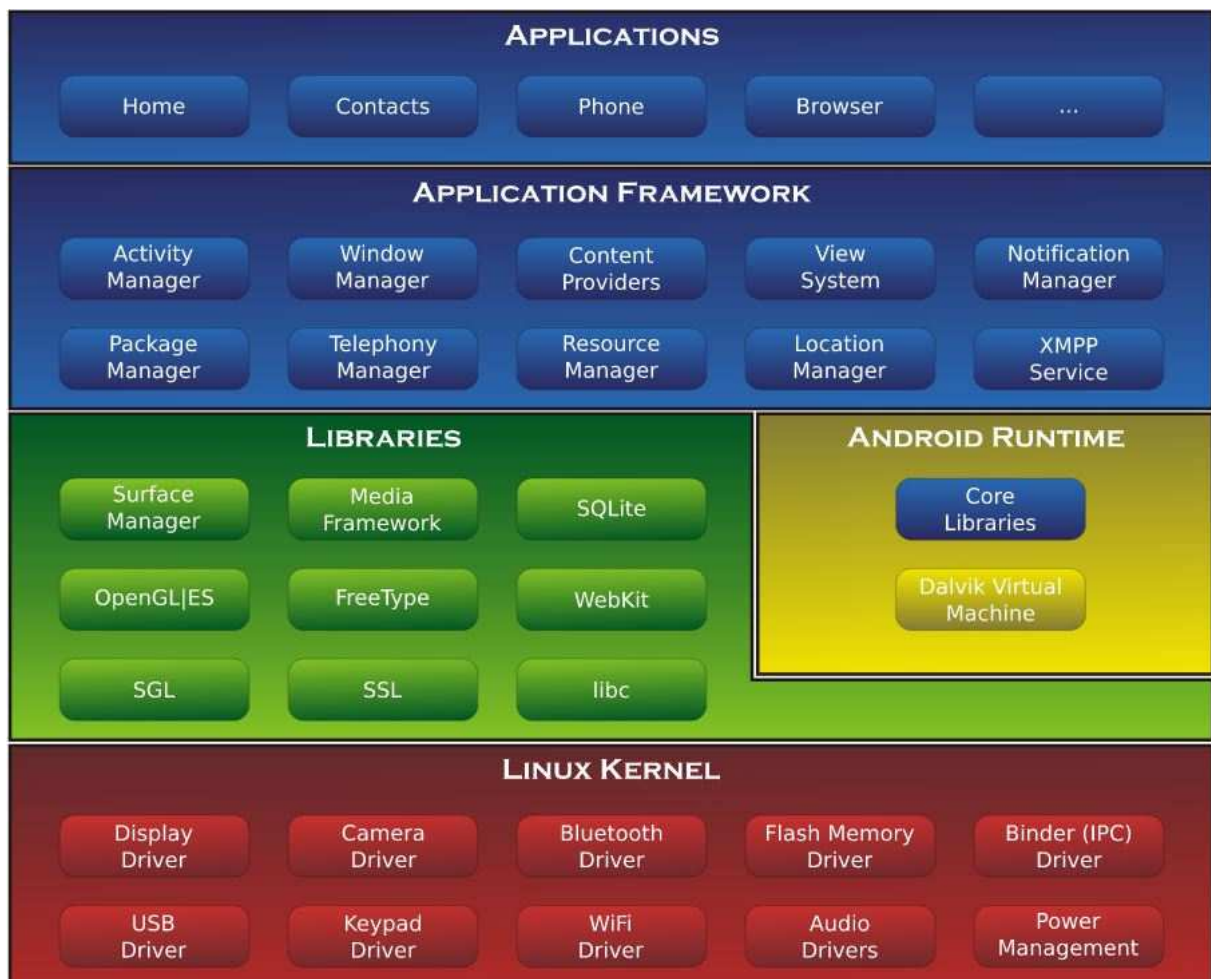 APPLICATIONS
Home
Contacts
Phone
Browser
...
APPLICATION FRAMEWORK
Activity
Manager
Window
Manager
Content
Providers
View
System
Notification
Manager
Package
Manager
Telephony
Manager
Resource
Manager
Location
Manager
XMPP
Service
LIBRARIES
Surface
Manager
Media
Framework
SQLite
OpenGL|ES
FreeType
WebKit
SGL
SSL
libc
ANDROID RUNTIME
Core
Libraries
Dalvik Virtual
Machine
LINUX KERNEL
Display
Driver
Camera
Driver
Bluetooth
Driver
Flash Memory
Driver
Binder (IPC)
Driver
USB
Driver
Keypad
Driver
WiFi
Driver
Audio
Drivers
Power
Management